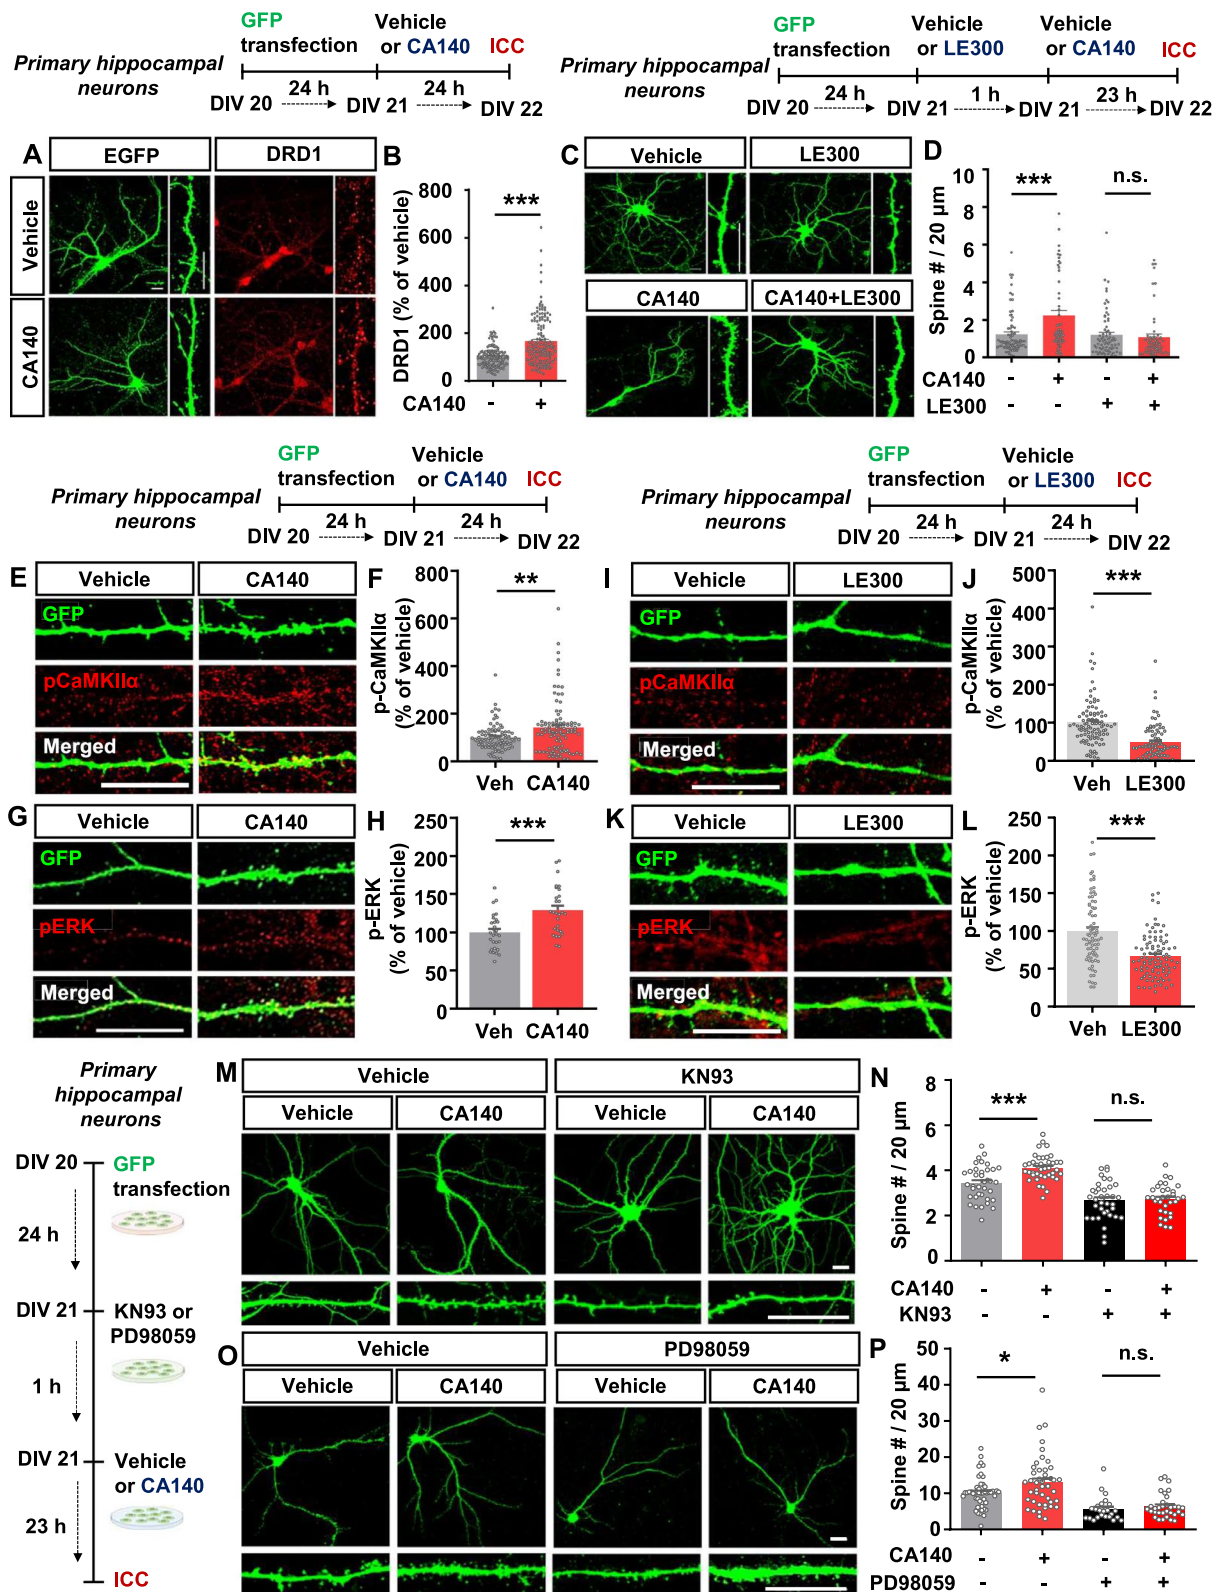 GFP
transfection
Vehicle
or CA140
ICC
Primary hippocampal
neurons
24 h
24 h
DIV 20
DIV 21
DIV 22
GFP
transfection
Vehicle
or LE300
Vehicle
or CA140
ICC
Primary hippocampal
neurons
24 h
1 h
23 h
DIV 20
DIV 21
DIV 21
DIV 22
A
EGFP
DRD1
Vehicle
CA140
B
DRD1 (% of vehicle)
800
600
400
200
0
***
CA140
-
+
C
Vehicle
LE300
CA140
CA140+LE300
D
Spine # / 20 µm
10
8
6
4
2
0
***
n.s.
CA140
-
+
-
+
LE300
-
-
+
+
GFP
transfection
Vehicle
or CA140
ICC
Primary hippocampal
neurons
24 h
24 h
DIV 20
DIV 21
DIV 22
GFP
transfection
Vehicle
or LE300
ICC
Primary hippocampal
neurons
24 h
24 h
DIV 20
DIV 21
DIV 22
E
Vehicle
CA140
GFP
pCaMKIIα
Merged
F
p-CaMKIIα
(% of vehicle)
800
600
400
200
0
**
Veh
CA140
I
Vehicle
LE300
GFP
pCaMKIIα
Merged
J
p-CaMKIIα
(% of vehicle)
500
400
300
200
100
0
***
Veh
LE300
G
Vehicle
CA140
GFP
pERK
Merged
H
p-ERK
(% of vehicle)
250
200
150
100
50
0
***
Veh
CA140
K
Vehicle
LE300
GFP
pERK
Merged
L
p-ERK
(% of vehicle)
250
200
150
100
50
0
***
Veh
LE300
Primary
hippocampal
neurons
DIV 20
GFP
transfection
24 h
DIV 21
KN93 or
PD98059
1 h
DIV 21
Vehicle
or CA140
23 h
ICC
M
Vehicle
KN93
Vehicle
CA140
Vehicle
CA140
N
Spine # / 20 µm
8
6
4
2
0
***
n.s.
CA140
-
+
-
+
KN93
-
-
+
+
O
Vehicle
PD98059
Vehicle
CA140
Vehicle
CA140
P
Spine # / 20 µm
50
40
30
20
10
0
*
n.s.
CA140
-
+
-
+
PD98059
-
-
+
+